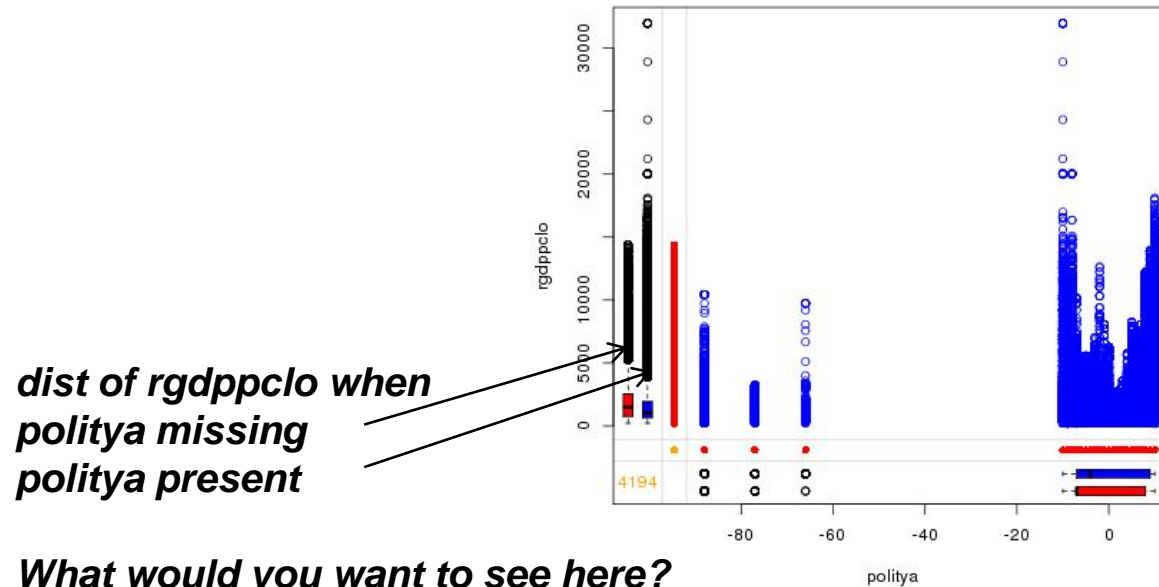 30000
20000
10000
5000
0
rgdppclo
dist of rgdppclo when
politya missing
politya present
4194
-80 -60 -40 -20 0
What would you want to see here?
politya